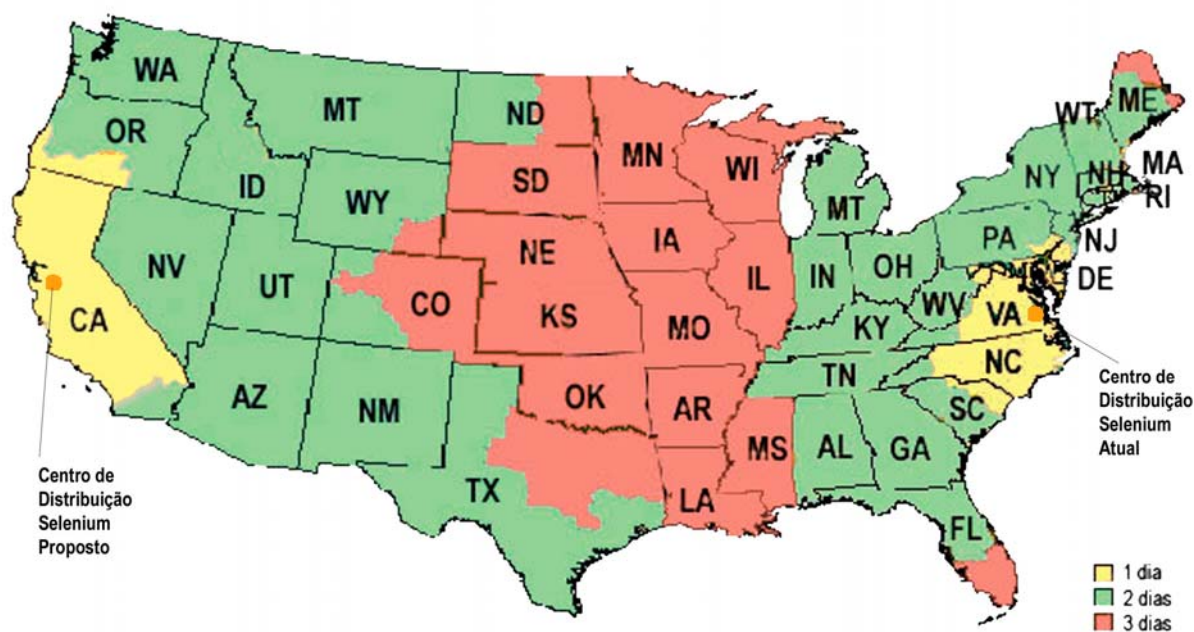 WA
MT
ND
OR
ID
WY
SD
MN
WI
MT
NY
WT
ME
NH
MA
RI
NV
UT
CO
NE
IA
IL
IN
OH
PA
NJ
DE
WV
VA
CA
KS
MO
KY
NC
AZ
NM
OK
AR
TN
SC
TX
LA
MS
AL
GA
FL
Centro de
Distribuição
Selenium
Proposto
Centro de
Distribuição
Selenium
Atual
1 dia
2 dias
3 dias